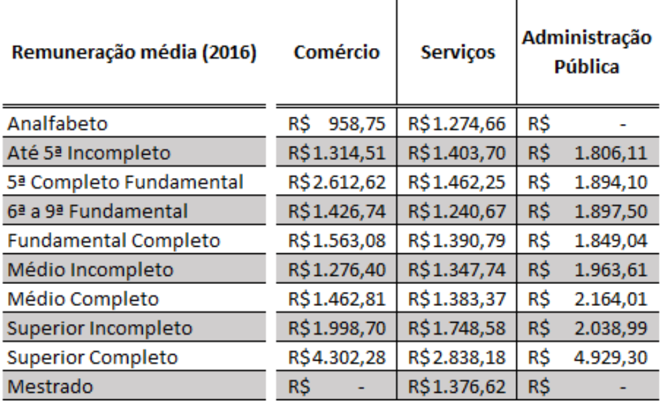 Remuneração média (2016) Comércio Serviços Administração Pública
Analfabeto R$ 958,75 R$1.274,66 R$ -
Até 5ª Incompleto R$1.314,51 R$1.403,70 R$ 1.806,11
5ª Completo Fundamental R$2.612,62 R$1.462,25 R$ 1.894,10
6ª a 9ª Fundamental R$1.426,74 R$1.240,67 R$ 1.897,50
Fundamental Completo R$1.563,08 R$1.390,79 R$ 1.849,04
Médio Incompleto R$1.276,40 R$1.347,74 R$ 1.963,61
Médio Completo R$1.462,81 R$1.383,37 R$ 2.164,01
Superior Incompleto R$1.998,70 R$1.748,58 R$ 2.038,99
Superior Completo R$4.302,28 R$2.838,18 R$ 4.929,30
Mestrado R$ - R$1.376,62 R$ -